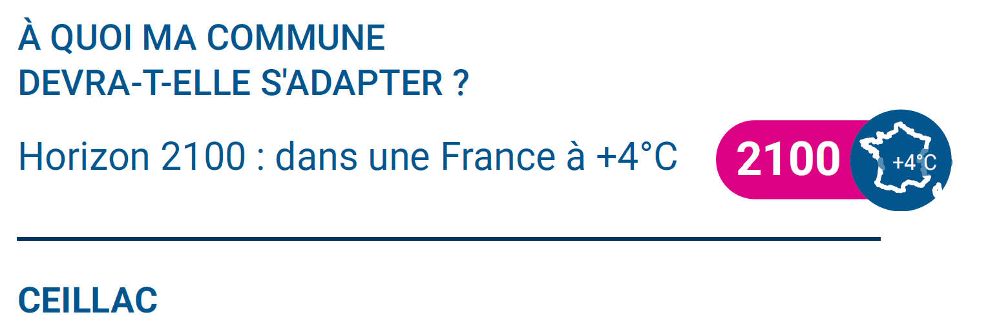 À QUOI MA COMMUNE
DEVRA-T-ELLE S'ADAPTER ?
Horizon 2100 : dans une France à +4°C
2100
+4°C
CEILLAC